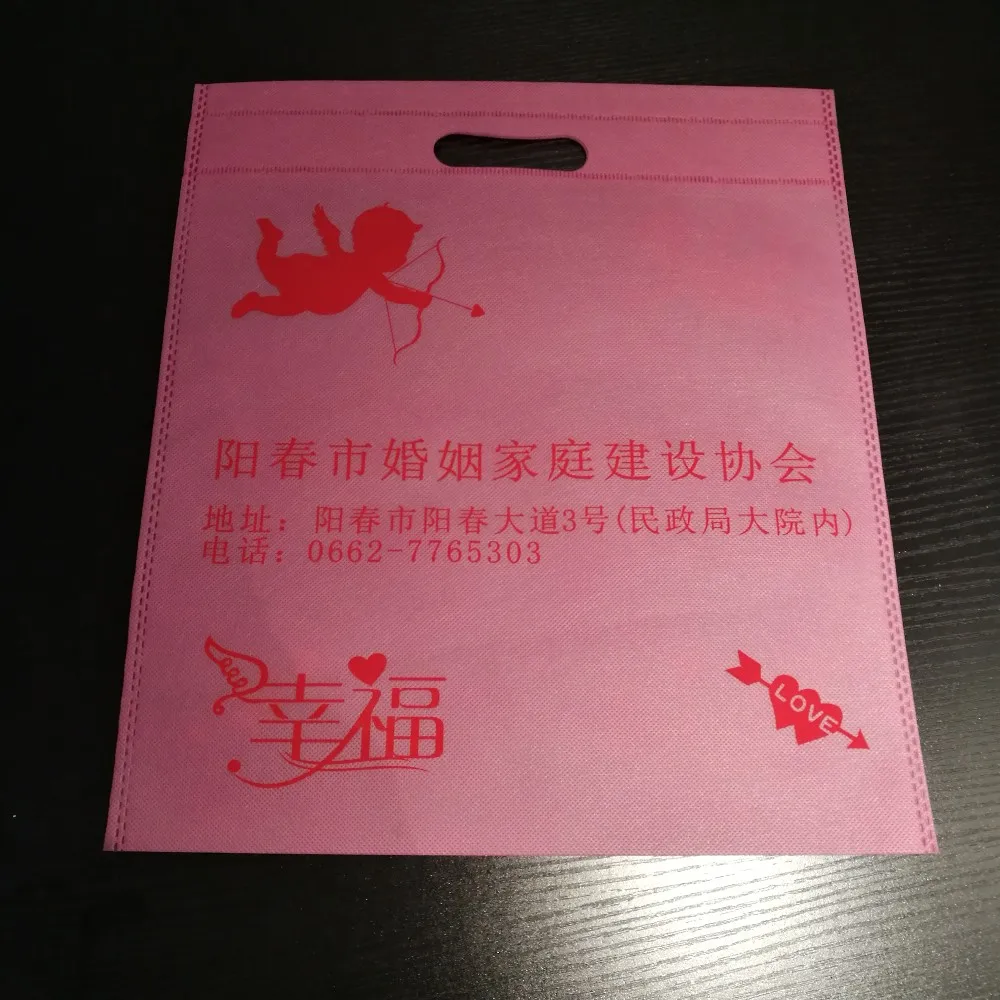 阳春市婚姻家庭建设协会
地址：阳春市阳春大道3号(民政局大院内)
电话：0662-7765303
幸福
LOVE